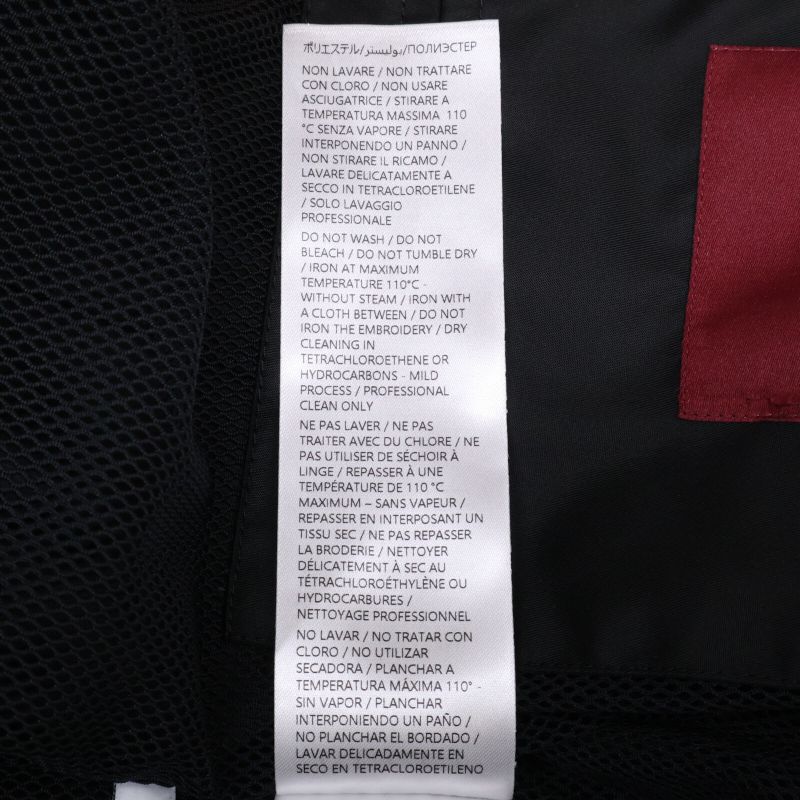 ポリエステル/بوليستر/ПОЛИЭСТЕР
NON LAVARE / NON TRATTARE
CON CLORO / NON USARE
ASCIUGATRICE / STIRARE A
TEMPERATURA MASSIMA 110
°C SENZA VAPORE / STIRARE
INTERPONENDO UN PANNO /
NON STIRARE IL RICAMO /
LAVARE DELICATAMENTE A
SECCO IN TETRACLOROETILENE
/ SOLO LAVAGGIO
PROFESSIONALE
DO NOT WASH / DO NOT
BLEACH / DO NOT TUMBLE DRY
/ IRON AT MAXIMUM
TEMPERATURE 110°C -
WITHOUT STEAM / IRON WITH
A CLOTH BETWEEN / DO NOT
IRON THE EMBROIDERY / DRY
CLEANING IN
TETRACHLOROETHENE OR
HYDROCARBONS - MILD
PROCESS / PROFESSIONAL
CLEAN ONLY
NE PAS LAVER / NE PAS
TRAITER AVEC DU CHLORE / NE
PAS UTILISER DE SÉCHOIR À
LINGE / REPASSER À UNE
TEMPÉRATURE DE 110 °C
MAXIMUM – SANS VAPEUR /
REPASSER EN INTERPOSANT UN
TISSU SEC / NE PAS REPASSER
LA BRODERIE / NETTOYER
DÉLICATEMENT À SEC AU
TÉTRACHLOROÉTHYLÈNE OU
HYDROCARBURES /
NETTOYAGE PROFESSIONNEL
NO LAVAR / NO TRATAR CON
CLORO / NO UTILIZAR
SECADORA / PLANCHAR A
TEMPERATURA MÁXIMA 110° -
SIN VAPOR / PLANCHAR
INTERPONIENDO UN PAÑO /
NO PLANCHAR EL BORDADO /
LAVAR DELICADAMENTE EN
SECO EN TETRACLOROETILENO